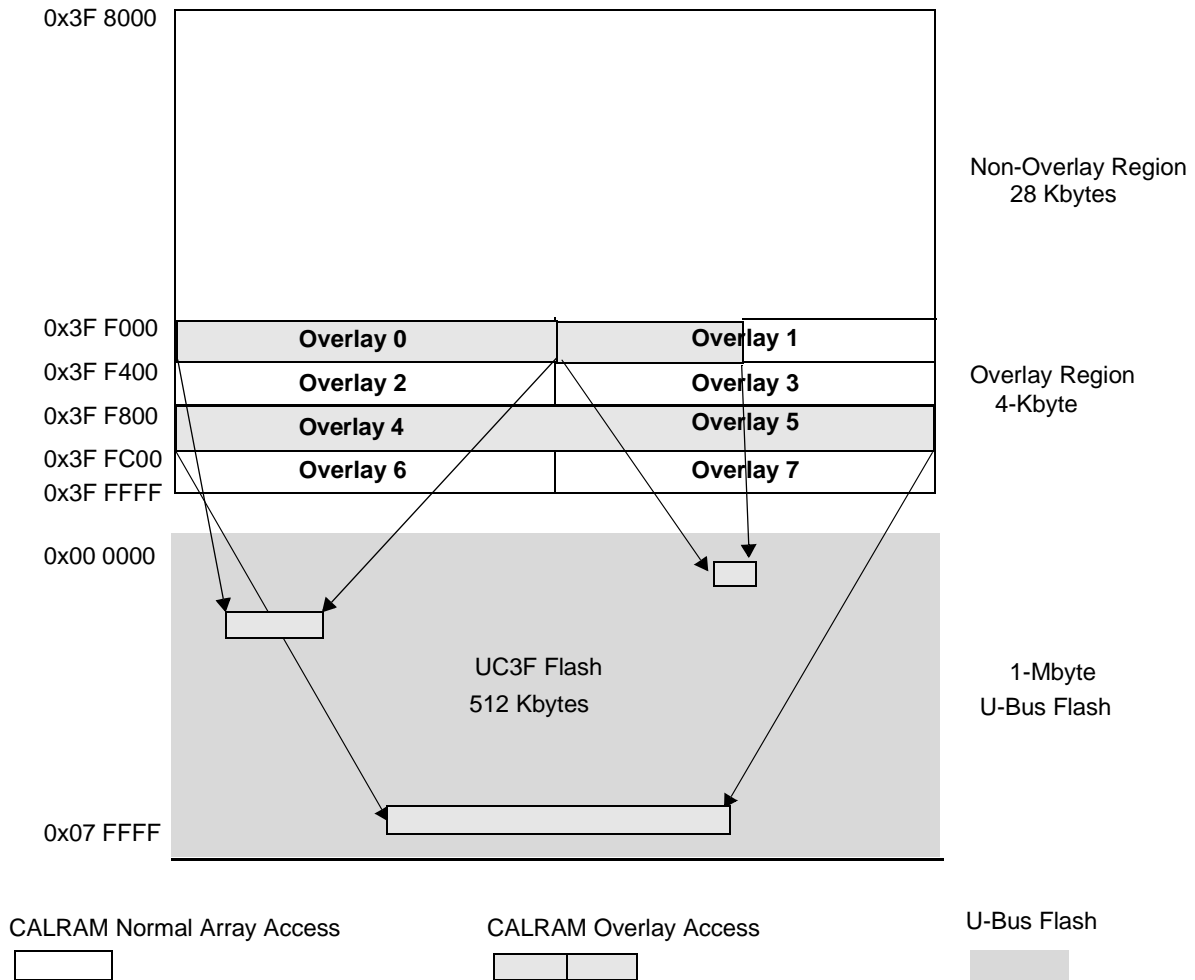 0x3F 8000
Non-Overlay Region
28 Kbytes
0x3F F000
Overlay 0
Overlay 1
0x3F F400
Overlay 2
Overlay 3
Overlay Region
4-Kbyte
0x3F F800
Overlay 4
Overlay 5
0x3F FC00
Overlay 6
Overlay 7
0x3F FFFF
0x00 0000
UC3F Flash
512 Kbytes
1-Mbyte
U-Bus Flash
0x07 FFFF
CALRAM Normal Array Access
CALRAM Overlay Access
U-Bus Flash